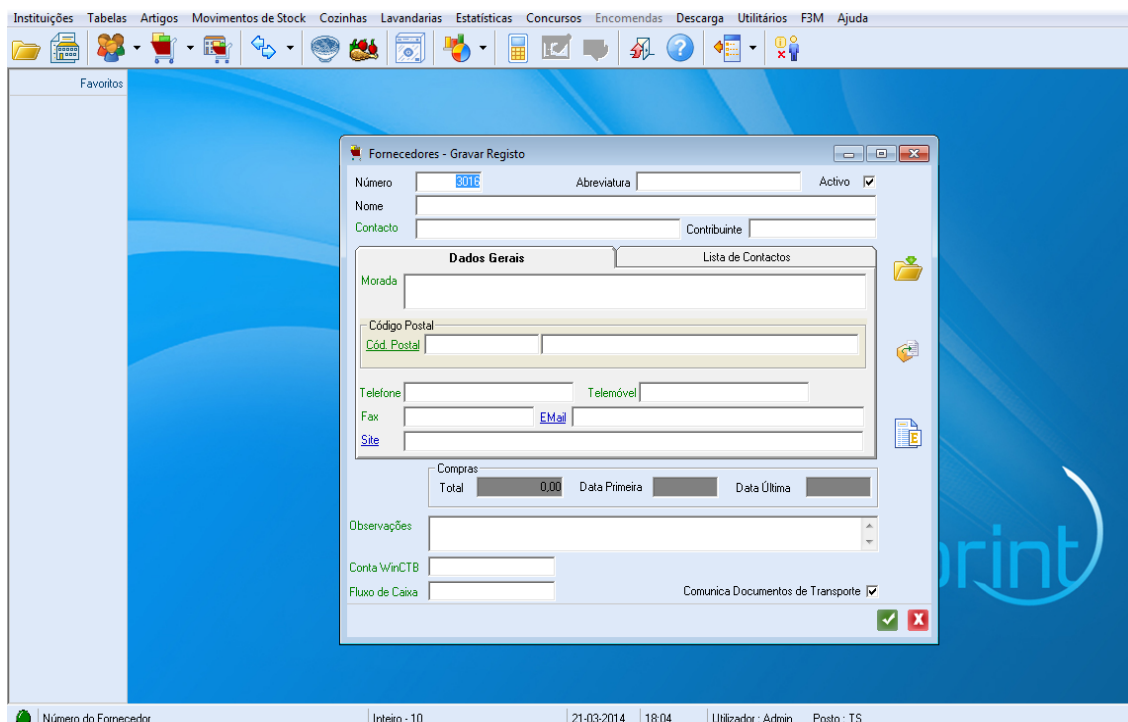 Instituições Tabelas Artigos Movimentos de Stock Cozinhas Lavandarias Estatísticas Concursos Encomendas Descarga Utilitários F3M Ajuda
Favoritos
Fornecedores - Gravar Registo
Número 3016 Abreviatura Activo
Nome
Contacto Contribuinte
Dados Gerais Lista de Contactos
Morada
Código Postal
Cód. Postal
Telefone Telemóvel
Fax EMail
Site
Compras
Total 0,00 Data Primeira Data Última
Observações
Conta WinCTB
Fluxo de Caixa Comunica Documentos de Transporte
print
Número do Fornecedor Inteiro - 10 21-03-2014 18:04 Utilizador : Admin Posto : TS